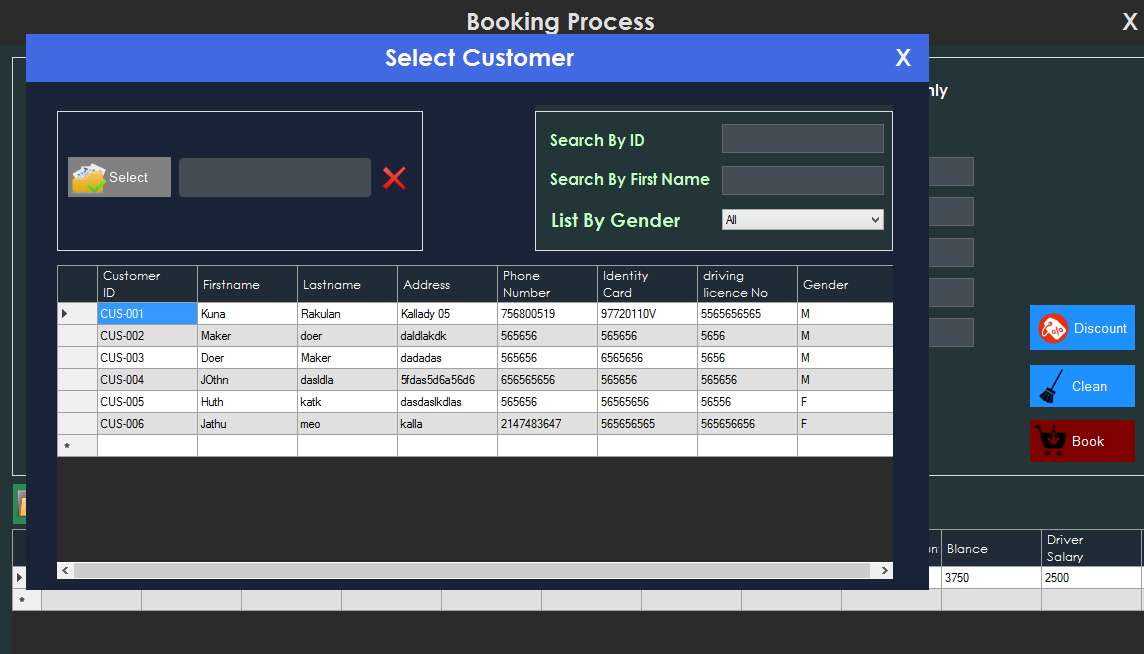 Booking Process X
Select Customer X
nly
Select
Search By ID
Search By First Name
List By Gender All
Customer ID Firstname Lastname Address Phone Number Identity Card driving licence No Gender
CUS-001 Kuna Rakulan Kallady 05 756800519 97720110V 5565656565 M
CUS-002 Maker doer daldlakdk 565656 565656 5656 M
CUS-003 Doer Maker dadadas 565656 6565656 5656 M
CUS-004 JOthn dasldla 5fdas5d6a56d6 656565656 565656 565656 M
CUS-005 Huth katk dasdaslkdlas 565656 56565656 56556 F
CUS-006 Jathu meo kalla 2147483647 565656565 565656656 F
*
Discount
Clean
Book
un Blance Driver Salary
3750 2500
*